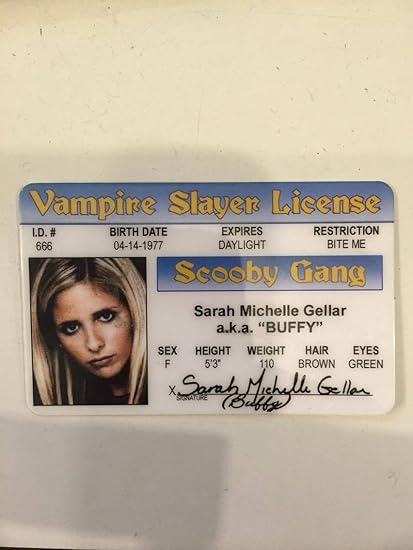 Vampire Slayer License
I.D. # BIRTH DATE EXPIRES RESTRICTION
666 04-14-1977 DAYLIGHT BITE ME
Scooby Gang
Sarah Michelle Gellar
a.k.a. “BUFFY”
SEX HEIGHT WEIGHT HAIR EYES
F 5'3" 110 BROWN GREEN
X Sarah Michelle Gellar
SIGNATURE (Buffy)